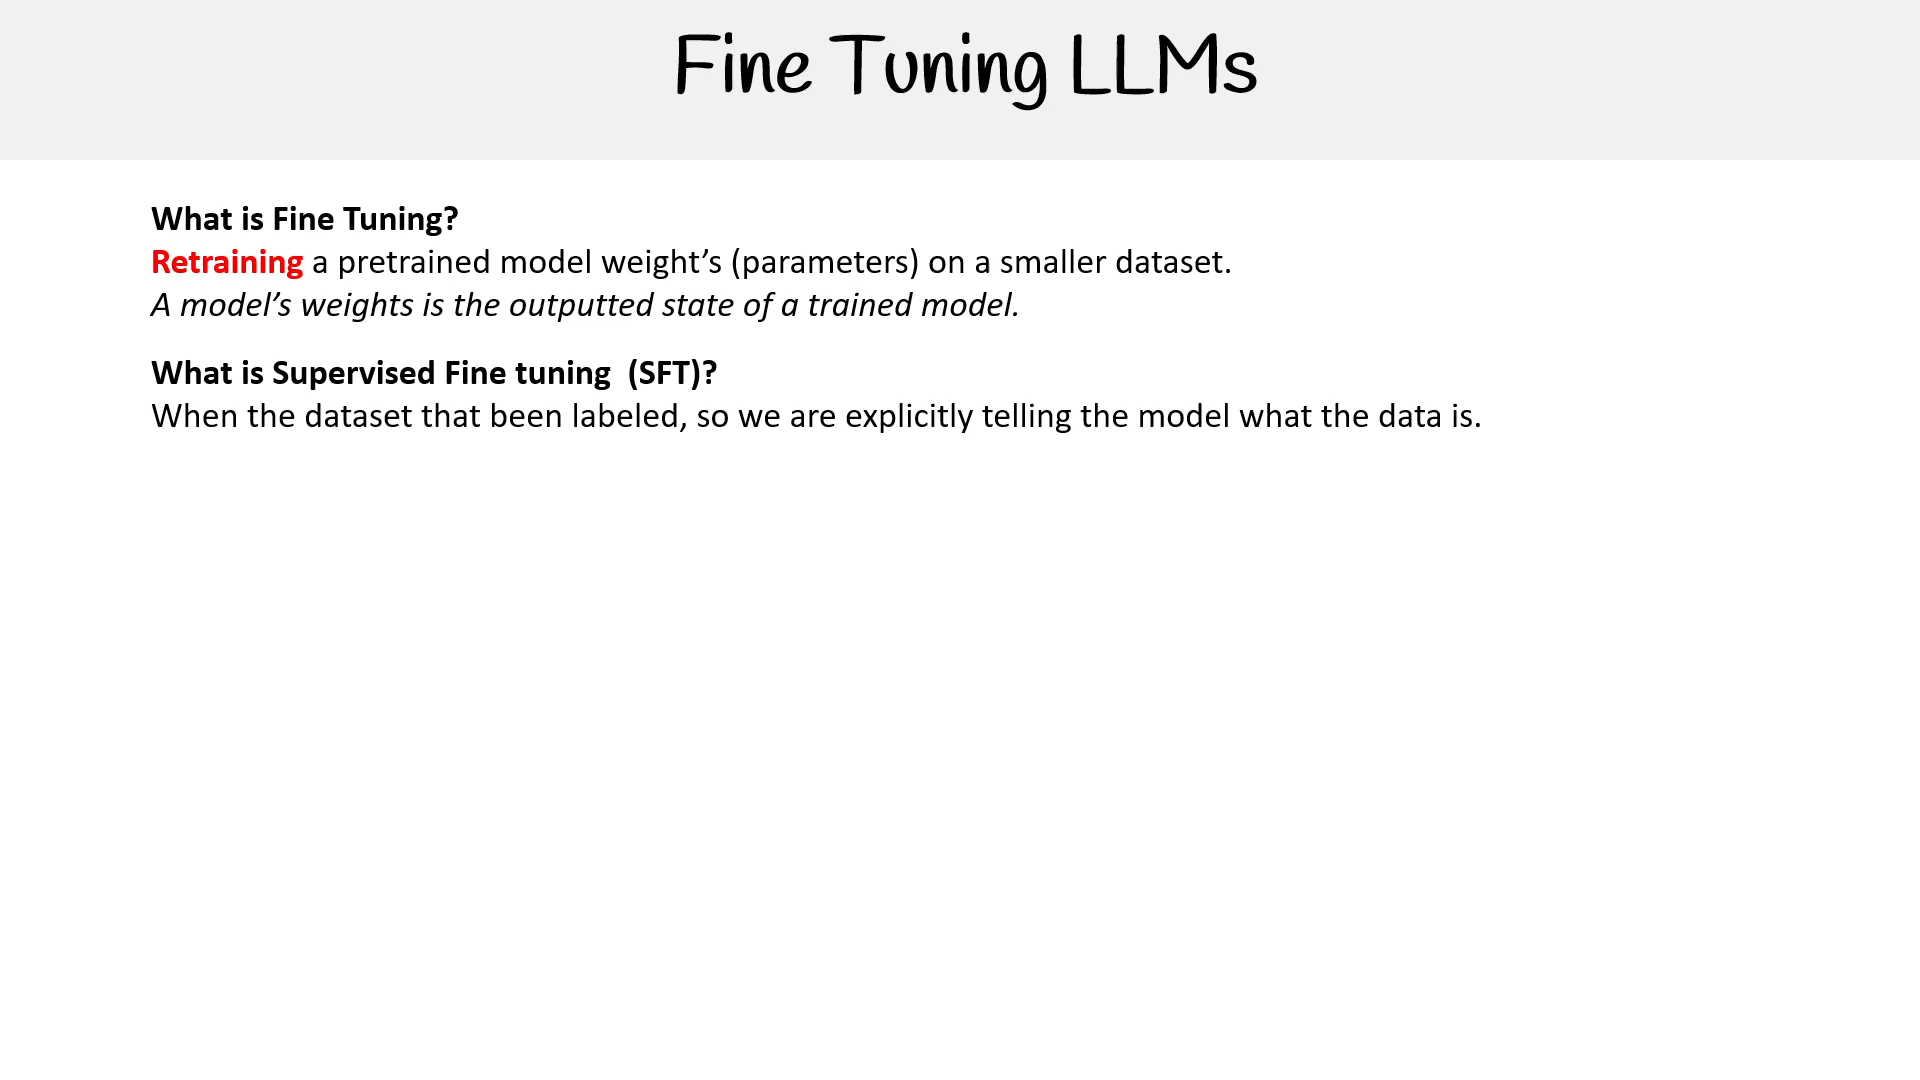 Fine Tuning LLMs
What is Fine Tuning?
Retraining a pretrained model weight’s (parameters) on a smaller dataset.
A model’s weights is the outputted state of a trained model.
What is Supervised Fine tuning  (SFT)?
When the dataset that been labeled, so we are explicitly telling the model what the data is.